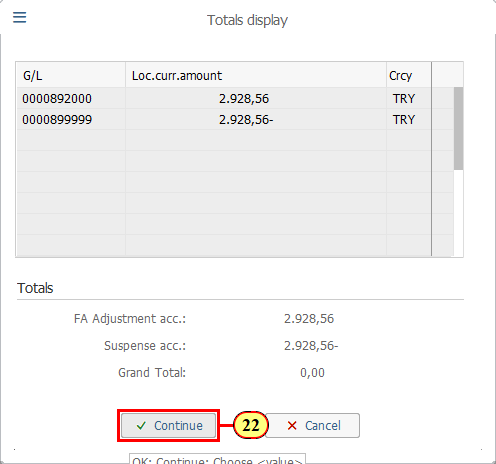 Totals display
G/L Loc.curr.amount Crcy
0000892000 2.928,56 TRY
0000899999 2.928,56- TRY
Totals
FA Adjustment acc.: 2.928,56
Suspense acc.: 2.928,56-
Grand Total: 0,00
Continue 22 Cancel
OK: Continue: Choose <value>